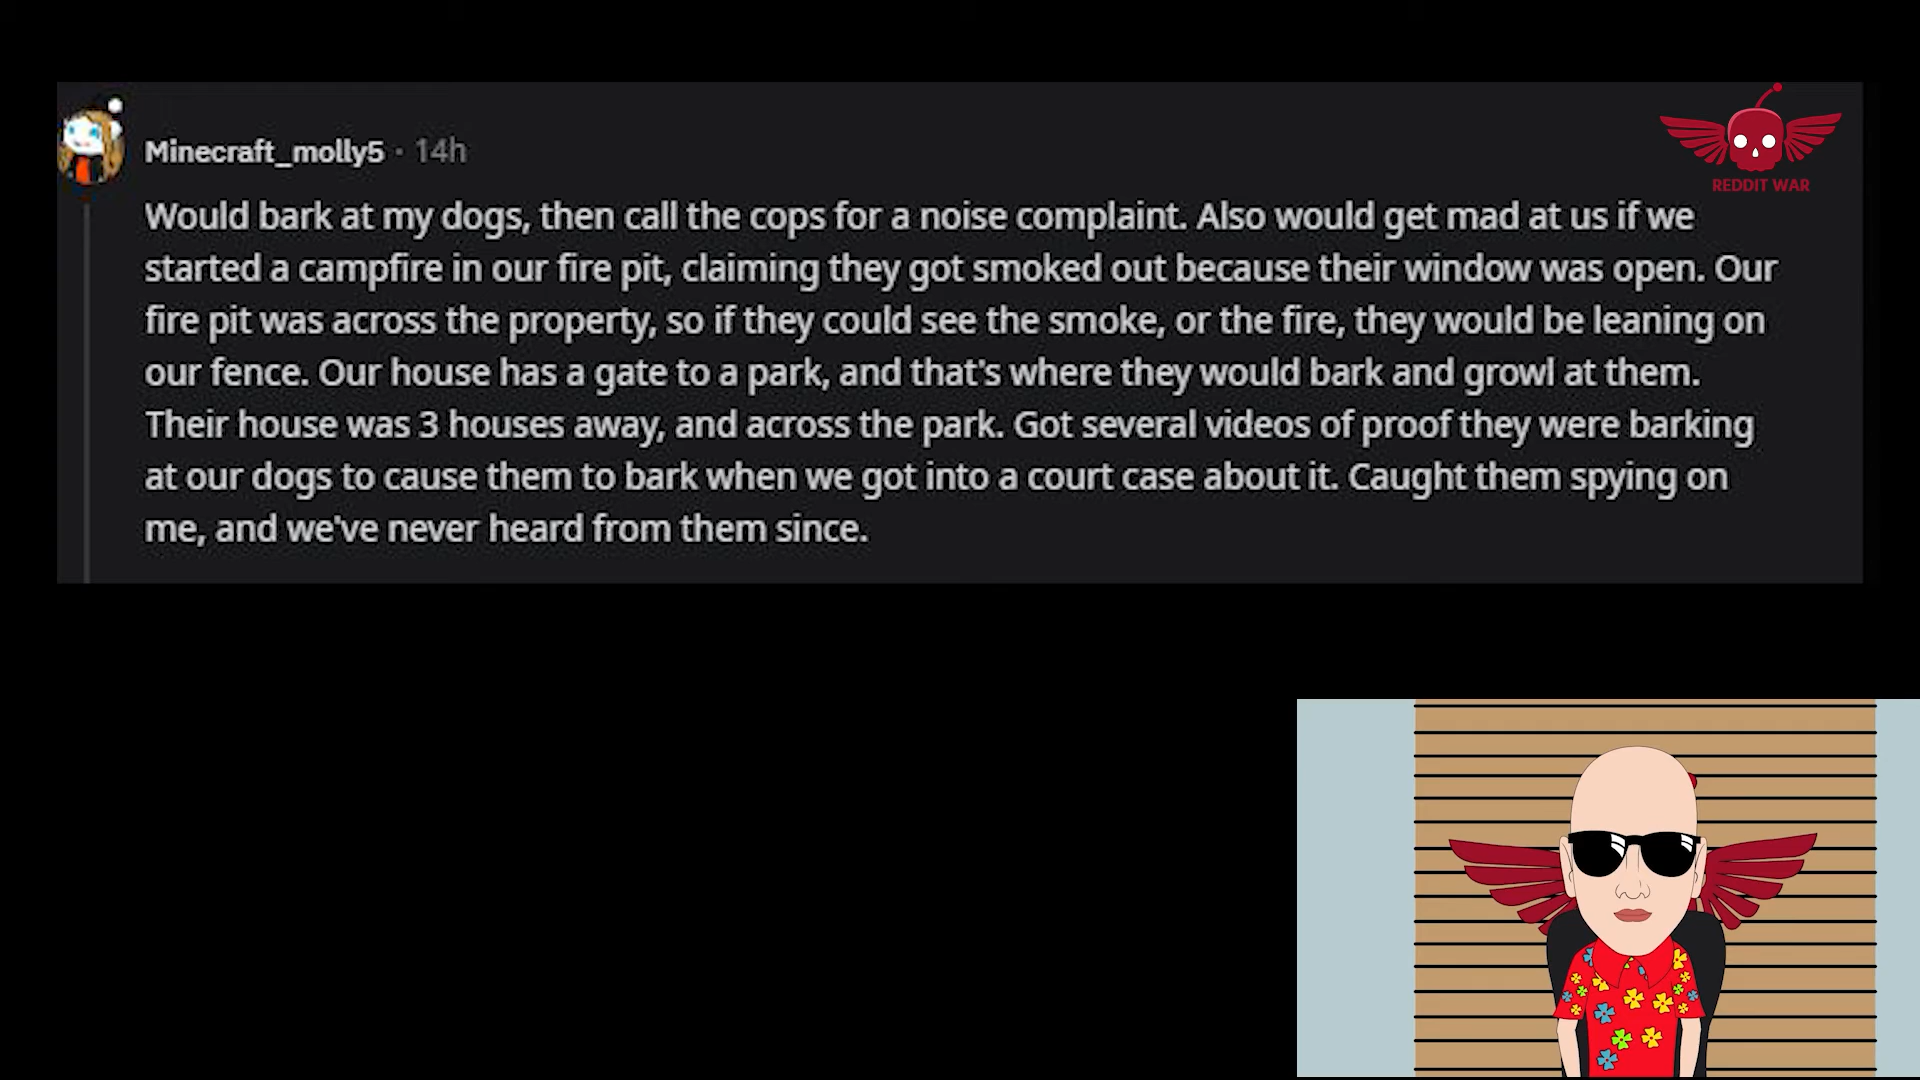 Minecraft_molly5 · 14h
REDDIT WAR
Would bark at my dogs, then call the cops for a noise complaint. Also would get mad at us if we
started a campfire in our fire pit, claiming they got smoked out because their window was open. Our
fire pit was across the property, so if they could see the smoke, or the fire, they would be leaning on
our fence. Our house has a gate to a park, and that's where they would bark and growl at them.
Their house was 3 houses away, and across the park. Got several videos of proof they were barking
at our dogs to cause them to bark when we got into a court case about it. Caught them spying on
me, and we've never heard from them since.